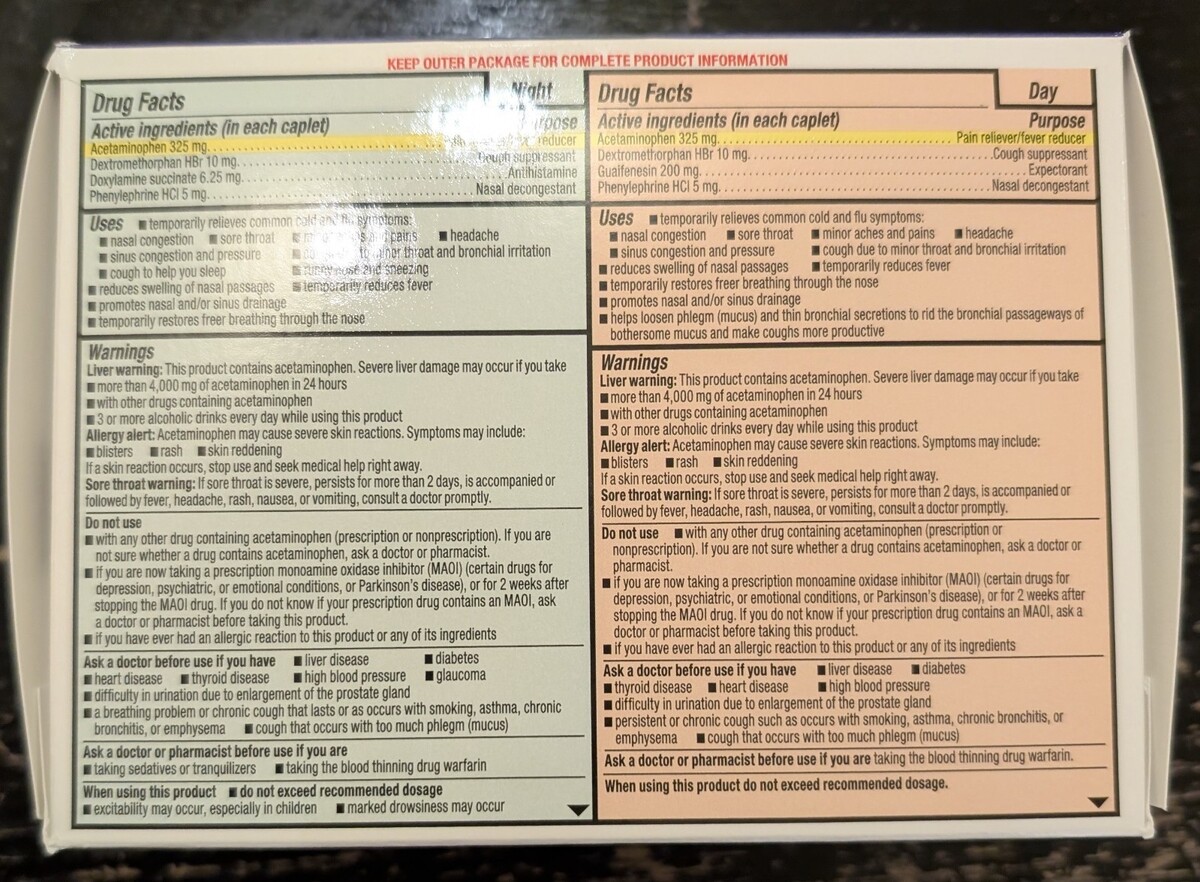 KEEP OUTER PACKAGE FOR COMPLETE PRODUCT INFORMATION
Drug Facts
Night
Active ingredients (in each caplet)
Acetaminophen 325 mg.......... reducer
Dextromethorphan HBr 10 mg.......... Cough suppressant
Doxylamine succinate 6.25 mg.......... Antihistamine
Phenylephrine HCl 5 mg.......... Nasal decongestant
Uses ■ temporarily relieves common cold and flu symptoms:
■ nasal congestion ■ sore throat ■ pains ■ headache
■ sinus congestion and pressure ■ throat and bronchial irritation
■ cough to help you sleep ■ runny nose and sneezing
■ reduces swelling of nasal passages ■ temporarily reduces fever
■ promotes nasal and/or sinus drainage
■ temporarily restores freer breathing through the nose
Warnings
Liver warning: This product contains acetaminophen. Severe liver damage may occur if you take
■ more than 4,000 mg of acetaminophen in 24 hours
■ with other drugs containing acetaminophen
■ 3 or more alcoholic drinks every day while using this product
Allergy alert: Acetaminophen may cause severe skin reactions. Symptoms may include:
■ blisters ■ rash ■ skin reddening
If a skin reaction occurs, stop use and seek medical help right away.
Sore throat warning: If sore throat is severe, persists for more than 2 days, is accompanied or
followed by fever, headache, rash, nausea, or vomiting, consult a doctor promptly.
Do not use
■ with any other drug containing acetaminophen (prescription or nonprescription). If you are
not sure whether a drug contains acetaminophen, ask a doctor or pharmacist.
■ if you are now taking a prescription monoamine oxidase inhibitor (MAOI) (certain drugs for
depression, psychiatric, or emotional conditions, or Parkinson's disease), or for 2 weeks after
stopping the MAOI drug. If you do not know if your prescription drug contains an MAOI, ask
a doctor or pharmacist before taking this product.
■ if you have ever had an allergic reaction to this product or any of its ingredients
Ask a doctor before use if you have ■ liver disease ■ diabetes
■ heart disease ■ thyroid disease ■ high blood pressure ■ glaucoma
■ difficulty in urination due to enlargement of the prostate gland
■ a breathing problem or chronic cough that lasts or as occurs with smoking, asthma, chronic
bronchitis, or emphysema ■ cough that occurs with too much phlegm (mucus)
Ask a doctor or pharmacist before use if you are
■ taking sedatives or tranquilizers ■ taking the blood thinning drug warfarin
When using this product ■ do not exceed recommended dosage
■ excitability may occur, especially in children ■ marked drowsiness may occur
Drug Facts
Day
Active ingredients (in each caplet) Purpose
Acetaminophen 325 mg.......... Pain reliever/fever reducer
Dextromethorphan HBr 10 mg.......... Cough suppressant
Guaifenesin 200 mg.......... Expectorant
Phenylephrine HCl 5 mg.......... Nasal decongestant
Uses ■ temporarily relieves common cold and flu symptoms:
■ nasal congestion ■ sore throat ■ minor aches and pains ■ headache
■ sinus congestion and pressure ■ cough due to minor throat and bronchial irritation
■ reduces swelling of nasal passages ■ temporarily reduces fever
■ temporarily restores freer breathing through the nose
■ promotes nasal and/or sinus drainage
■ helps loosen phlegm (mucus) and thin bronchial secretions to rid the bronchial passageways of
bothersome mucus and make coughs more productive
Warnings
Liver warning: This product contains acetaminophen. Severe liver damage may occur if you take
■ more than 4,000 mg of acetaminophen in 24 hours
■ with other drugs containing acetaminophen
■ 3 or more alcoholic drinks every day while using this product
Allergy alert: Acetaminophen may cause severe skin reactions. Symptoms may include:
■ blisters ■ rash ■ skin reddening
If a skin reaction occurs, stop use and seek medical help right away.
Sore throat warning: If sore throat is severe, persists for more than 2 days, is accompanied or
followed by fever, headache, rash, nausea, or vomiting, consult a doctor promptly.
Do not use ■ with any other drug containing acetaminophen (prescription or
nonprescription). If you are not sure whether a drug contains acetaminophen, ask a doctor or
pharmacist.
■ if you are now taking a prescription monoamine oxidase inhibitor (MAOI) (certain drugs for
depression, psychiatric, or emotional conditions, or Parkinson's disease), or for 2 weeks after
stopping the MAOI drug. If you do not know if your prescription drug contains an MAOI, ask a
doctor or pharmacist before taking this product.
■ if you have ever had an allergic reaction to this product or any of its ingredients
Ask a doctor before use if you have ■ liver disease ■ diabetes
■ thyroid disease ■ heart disease ■ high blood pressure
■ difficulty in urination due to enlargement of the prostate gland
■ persistent or chronic cough such as occurs with smoking, asthma, chronic bronchitis, or
emphysema ■ cough that occurs with too much phlegm (mucus)
Ask a doctor or pharmacist before use if you are taking the blood thinning drug warfarin.
When using this product do not exceed recommended dosage.